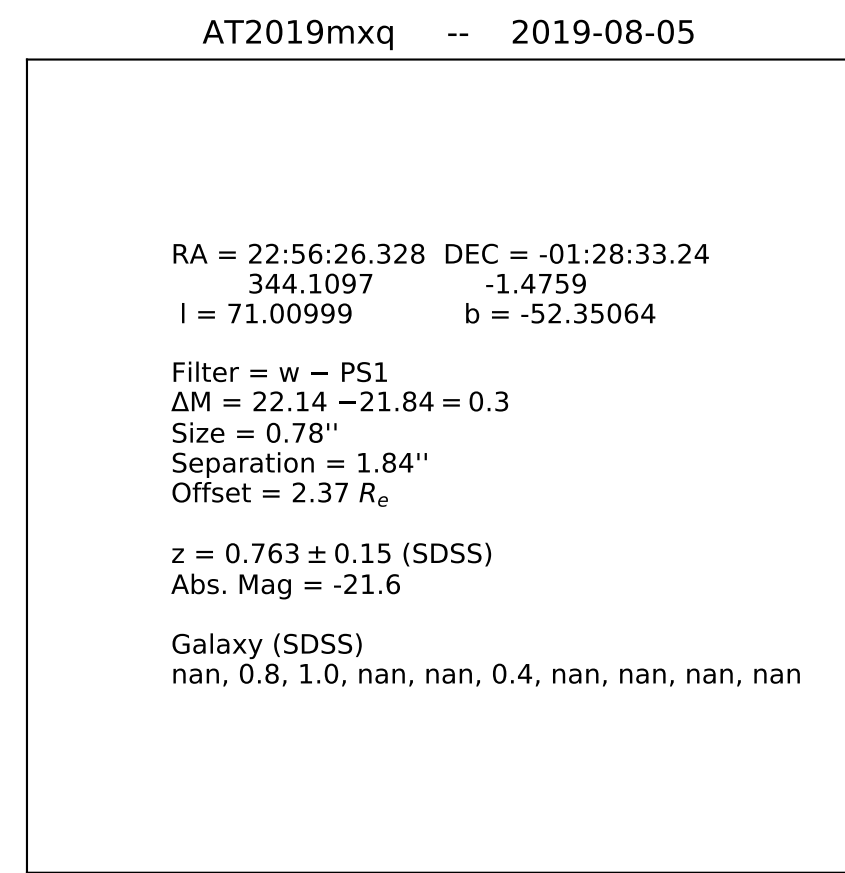 AT2019mxq -- 2019-08-05
RA = 22:56:26.328 DEC = -01:28:33.24
344.1097 -1.4759
l = 71.00999 b = -52.35064
Filter = w − PS1
ΔM = 22.14 −21.84 = 0.3
Size = 0.78''
Separation = 1.84''
Offset = 2.37 Rₑ
z = 0.763 ± 0.15 (SDSS)
Abs. Mag = -21.6
Galaxy (SDSS)
nan, 0.8, 1.0, nan, nan, 0.4, nan, nan, nan, nan